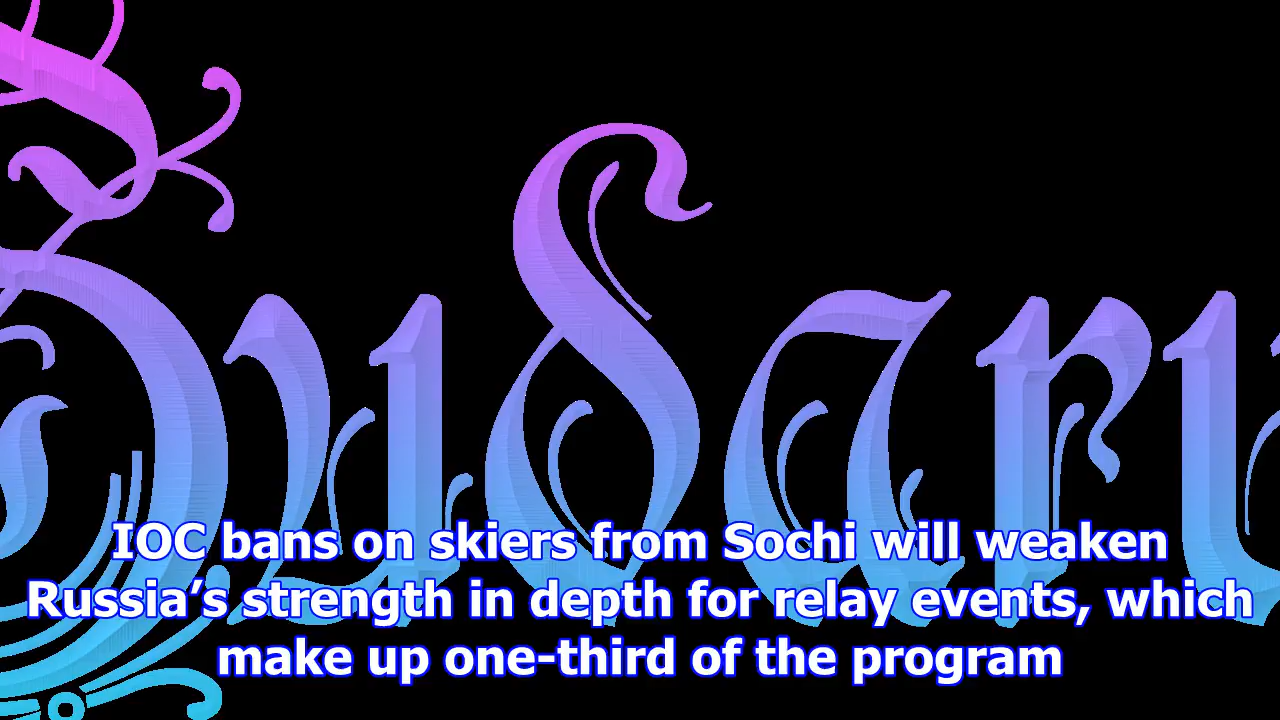 IOC bans on skiers from Sochi will weaken
Russia’s strength in depth for relay events, which
make up one-third of the program